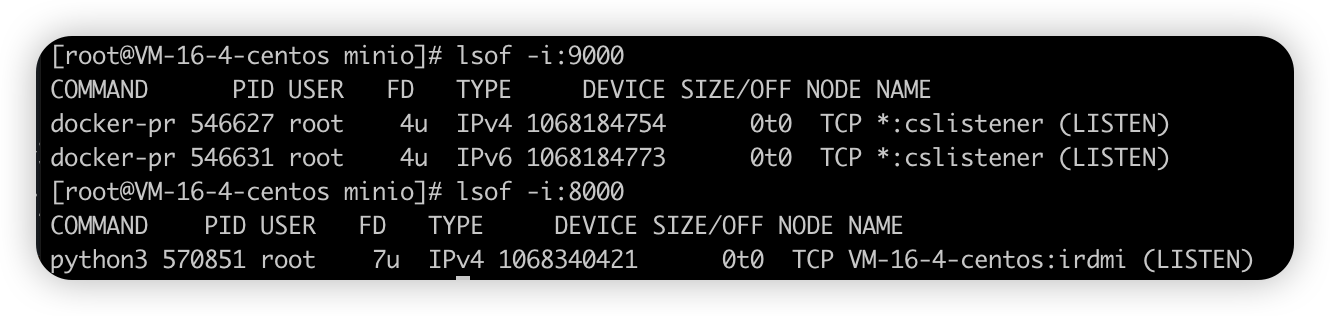 [root@VM-16-4-centos minio]# lsof -i:9000
COMMAND      PID USER   FD   TYPE     DEVICE SIZE/OFF NODE NAME
docker-pr 546627 root    4u  IPv4 1068184754      0t0  TCP *:cslistener (LISTEN)
docker-pr 546631 root    4u  IPv6 1068184773      0t0  TCP *:cslistener (LISTEN)
[root@VM-16-4-centos minio]# lsof -i:8000
COMMAND    PID USER   FD   TYPE     DEVICE SIZE/OFF NODE NAME
python3 570851 root    7u  IPv4 1068340421      0t0  TCP VM-16-4-centos:irdmi (LISTEN)